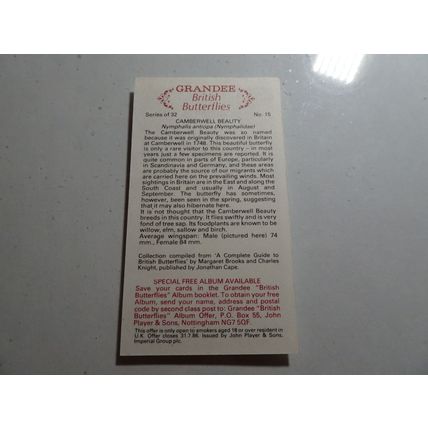 GRANDEE
British
Butterflies
Series of 32 No. 15
CAMBERWELL BEAUTY
Nymphalis antiopa (Nymphalidae)
The Camberwell Beauty was so named
because it was originally discovered in Britain
at Camberwell in 1748. This beautiful butterfly
is only a rare visitor to this country – in most
years just a few specimens are reported. It is
quite common in parts of Europe, particularly
in Scandinavia and Germany, and these areas
are probably the source of our migrants which
are carried here on the prevailing winds. Most
sightings in Britain are in the East and along the
South Coast and usually in August and
September. The butterfly has sometimes,
however, been seen in the spring, suggesting
that it may also hibernate here.
It is not thought that the Camberwell Beauty
breeds in this country. It flies swiftly and is very
fond of tree sap. Its foodplants are known to be
willow, elm, sallow and birch.
Average wingspan: Male (pictured here) 74
mm., Female 84 mm.
Collection compiled from 'A Complete Guide to
British Butterflies' by Margaret Brooks and Charles
Knight, published by Jonathan Cape.
SPECIAL FREE ALBUM AVAILABLE
Save your cards in the Grandee "British
Butterflies" Album booklet. To obtain your free
Album, send your name, address and postal
code by second class post to: Grandee "British
Butterflies" Album Offer, P.O. Box 55, John
Player & Sons, Nottingham NG7 5QF.
This offer is only open to smokers aged 18 or over resident in
U.K. Offer closes 31.7.86. Issued by John Player & Sons,
Imperial Group plc.